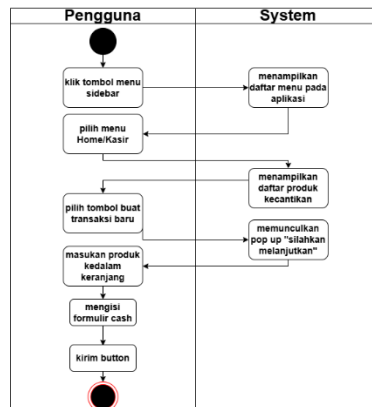 Pengguna
System
klik tombol menu
sidebar
menampilkan
daftar menu pada
aplikasi
pilih menu
Home/Kasir
menampilkan
daftar produk
kecantikan
pilih tombol buat
transaksi baru
memunculkan
pop up "silahkan
melanjutkan"
masukan produk
kedalam
keranjang
mengisi
formulir cash
kirim button